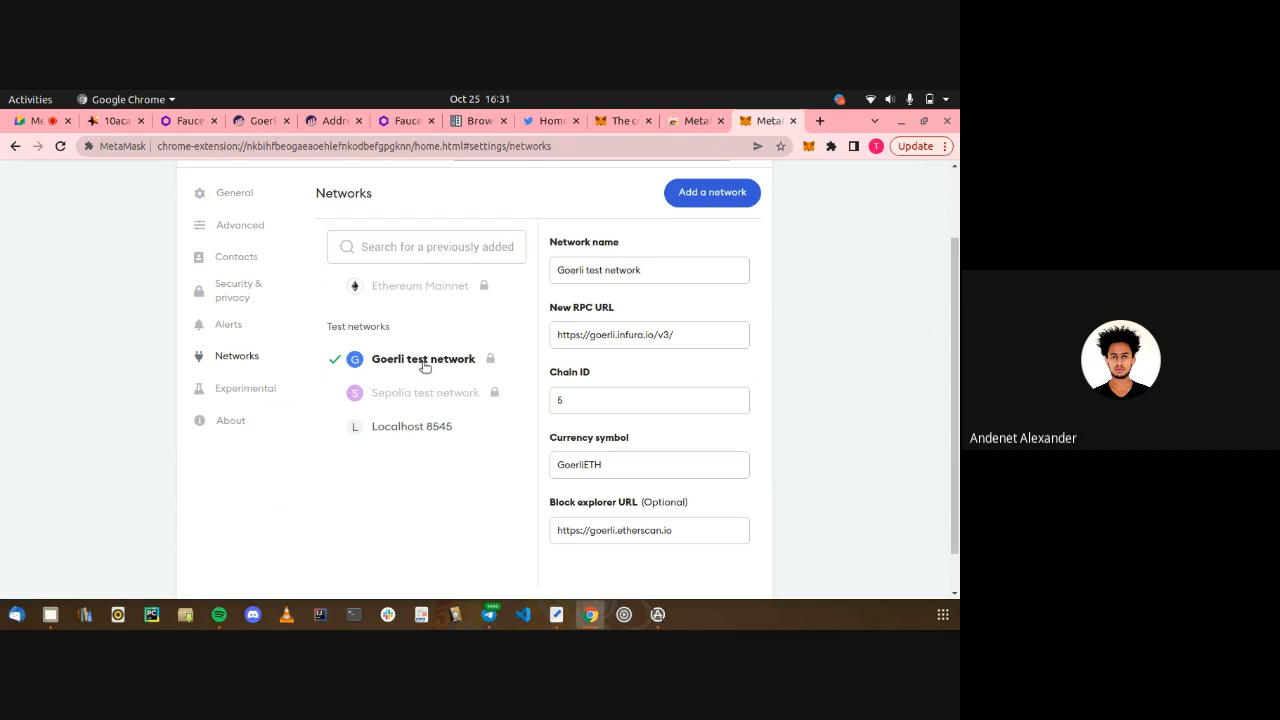 Activities
Google Chrome
Oct 25 16:31
Me
10aca
Fauce
Goerl
Addre
Fauce
Brow
Home
The c
Meta
Meta
MetaMask
chrome-extension://nkbihfbeogaeaoehlefnkodbefgpgknn/home.html#settings/networks
T
Update
General
Advanced
Contacts
Security & privacy
Alerts
Networks
Experimental
About
Networks
Add a network
Search for a previously added
Ethereum Mainnet
Test networks
G
Goerli test network
S
Sepolia test network
L
Localhost 8545
Network name
Goerli test network
New RPC URL
https://goerli.infura.io/v3/
Chain ID
5
Currency symbol
GoerliETH
Block explorer URL (Optional)
https://goerli.etherscan.io
Andenet Alexander